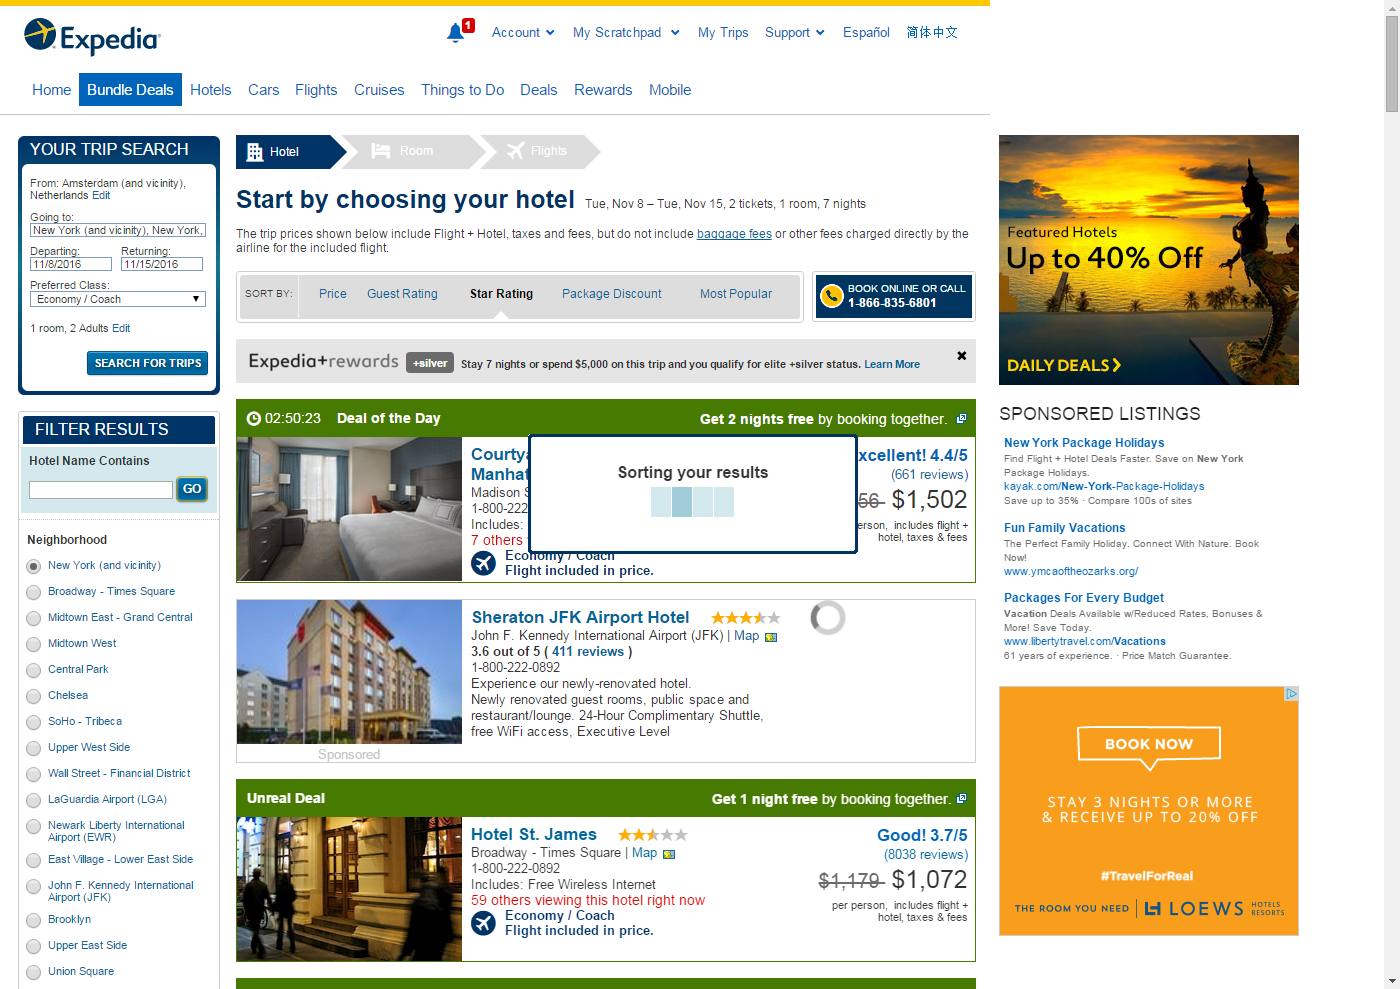 Expedia
1
Account
My Scratchpad
My Trips
Support
Español
简体中文
Home
Bundle Deals
Hotels
Cars
Flights
Cruises
Things to Do
Deals
Rewards
Mobile
YOUR TRIP SEARCH
From: Amsterdam (and vicinity),
Netherlands Edit
Going to:
New York (and vicinity), New York,
Departing:
Returning:
11/8/2016
11/15/2016
Preferred Class:
Economy / Coach
1 room, 2 Adults Edit
SEARCH FOR TRIPS
FILTER RESULTS
Hotel Name Contains
GO
Neighborhood
New York (and vicinity)
Broadway - Times Square
Midtown East - Grand Central
Midtown West
Central Park
Chelsea
SoHo - Tribeca
Upper West Side
Wall Street - Financial District
LaGuardia Airport (LGA)
Newark Liberty International
Airport (EWR)
East Village - Lower East Side
John F. Kennedy International
Airport (JFK)
Brooklyn
Upper East Side
Union Square
Hotel
Room
Flights
Start by choosing your hotel
Tue, Nov 8 – Tue, Nov 15, 2 tickets, 1 room, 7 nights
The trip prices shown below include Flight + Hotel, taxes and fees, but do not include baggage fees or other fees charged directly by the
airline for the included flight.
SORT BY:
Price
Guest Rating
Star Rating
Package Discount
Most Popular
BOOK ONLINE OR CALL
1-866-835-6801
Expedia+rewards
+silver
Stay 7 nights or spend $5,000 on this trip and you qualify for elite +silver status. Learn More
02:50:23
Deal of the Day
Get 2 nights free by booking together.
Courtya
Manhat
Madison S
1-800-222
Includes:
7 others
Economy / Coach
Flight included in price.
Sorting your results
xcellent! 4.4/5
(661 reviews)
56 $1,502
erson, includes flight +
hotel, taxes & fees
Sheraton JFK Airport Hotel
John F. Kennedy International Airport (JFK) | Map
3.6 out of 5 ( 411 reviews )
1-800-222-0892
Experience our newly-renovated hotel.
Newly renovated guest rooms, public space and
restaurant/lounge. 24-Hour Complimentary Shuttle,
free WiFi access, Executive Level
Sponsored
Unreal Deal
Get 1 night free by booking together.
Hotel St. James
Broadway - Times Square | Map
1-800-222-0892
Includes: Free Wireless Internet
59 others viewing this hotel right now
Economy / Coach
Flight included in price.
Good! 3.7/5
(8038 reviews)
$1,179 $1,072
per person, includes flight +
hotel, taxes & fees
Featured Hotels
Up to 40% Off
DAILY DEALS
SPONSORED LISTINGS
New York Package Holidays
Find Flight + Hotel Deals Faster. Save on New York
Package Holidays.
kayak.com/New-York-Package-Holidays
Save up to 35% · Compare 100s of sites
Fun Family Vacations
The Perfect Family Holiday. Connect With Nature. Book
Now!
www.ymcaoftheozarks.org/
Packages For Every Budget
Vacation Deals Available w/Reduced Rates, Bonuses &
More! Save Today.
www.libertytravel.com/Vacations
61 years of experience. · Price Match Guarantee.
BOOK NOW
STAY 3 NIGHTS OR MORE
& RECEIVE UP TO 20% OFF
#TravelForReal
THE ROOM YOU NEED
LOEWS
HOTELS
RESORTS